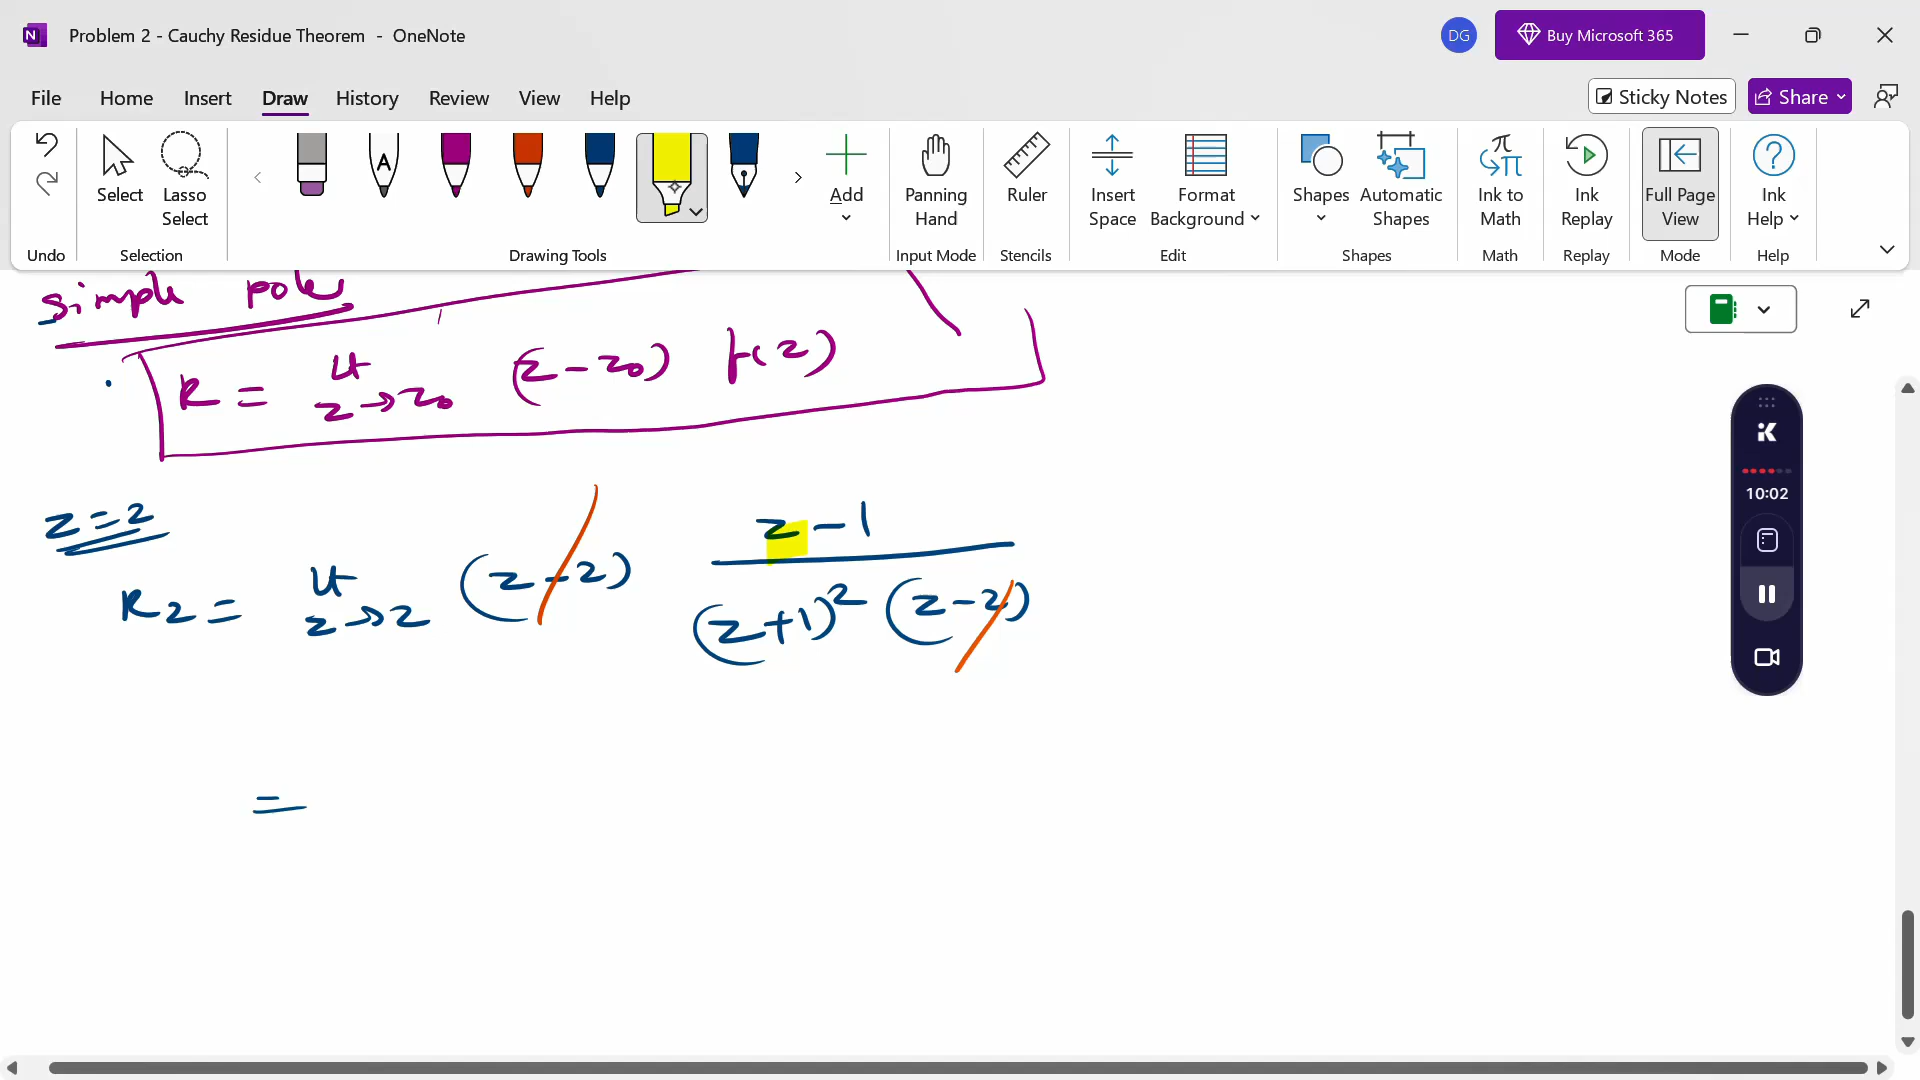 Problem 2 - Cauchy Residue Theorem - OneNote
DG
Buy Microsoft 365
File Home Insert Draw History Review View Help
Sticky Notes
Share
A
Select
Lasso Select
Add
Panning Hand
Ruler
Insert Space
Format Background
Shapes
Automatic Shapes
Ink to Math
Ink Replay
Full Page View
Ink Help
Undo Selection Drawing Tools Input Mode Stencils Edit Shapes Math Replay Mode Help
simple pole
R = lt z→z₀ (z-z₀) f(z)
10:02
z=2
R₂ = lt z→2 (z-2) (z-1)/((z+1)² (z-2))
=